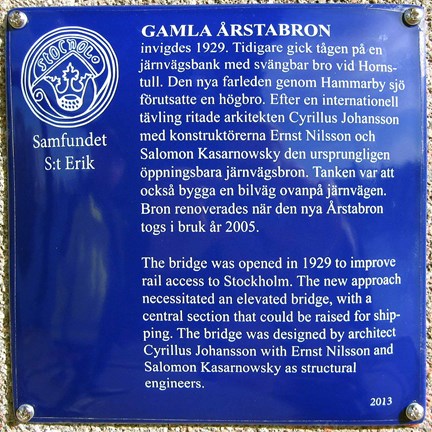 STOCHOLM
GAMLA ÅRSTABRON
invigdes 1929. Tidigare gick tågen på en
järnvägsbank med svängbar bro vid Horns-
tull. Den nya farleden genom Hammarby sjö
förutsatte en högbro. Efter en internationell
tävling ritade arkitekten Cyrillus Johansson
med konstruktörerna Ernst Nilsson och
Salomon Kasarnowsky den ursprungligen
öppningsbara järnvägsbron. Tanken var att
också bygga en bilväg ovanpå järnvägen.
Bron renoverades när den nya Årstabron
togs i bruk år 2005.
Samfundet
S:t Erik
The bridge was opened in 1929 to improve
rail access to Stockholm. The new approach
necessitated an elevated bridge, with a
central section that could be raised for ship-
ping. The bridge was designed by architect
Cyrillus Johansson with Ernst Nilsson and
Salomon Kasarnowsky as structural
engineers.
2013